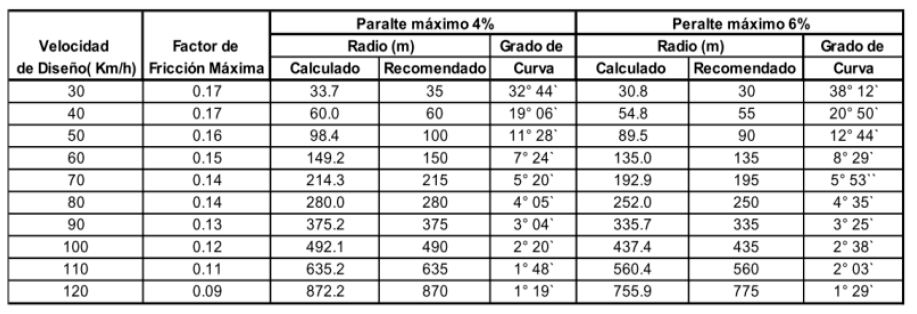 Paralte máximo 4% Peralte máximo 6%
Velocidad Factor de Radio (m) Grado de Radio (m) Grado de
de Diseño( Km/h) Fricción Máxima Calculado Recomendado Curva Calculado Recomendado Curva
30 0.17 33.7 35 32° 44` 30.8 30 38° 12`
40 0.17 60.0 60 19° 06` 54.8 55 20° 50`
50 0.16 98.4 100 11° 28` 89.5 90 12° 44`
60 0.15 149.2 150 7° 24` 135.0 135 8° 29`
70 0.14 214.3 215 5° 20` 192.9 195 5° 53``
80 0.14 280.0 280 4° 05` 252.0 250 4° 35`
90 0.13 375.2 375 3° 04` 335.7 335 3° 25`
100 0.12 492.1 490 2° 20` 437.4 435 2° 38`
110 0.11 635.2 635 1° 48` 560.4 560 2° 03`
120 0.09 872.2 870 1° 19` 755.9 775 1° 29`